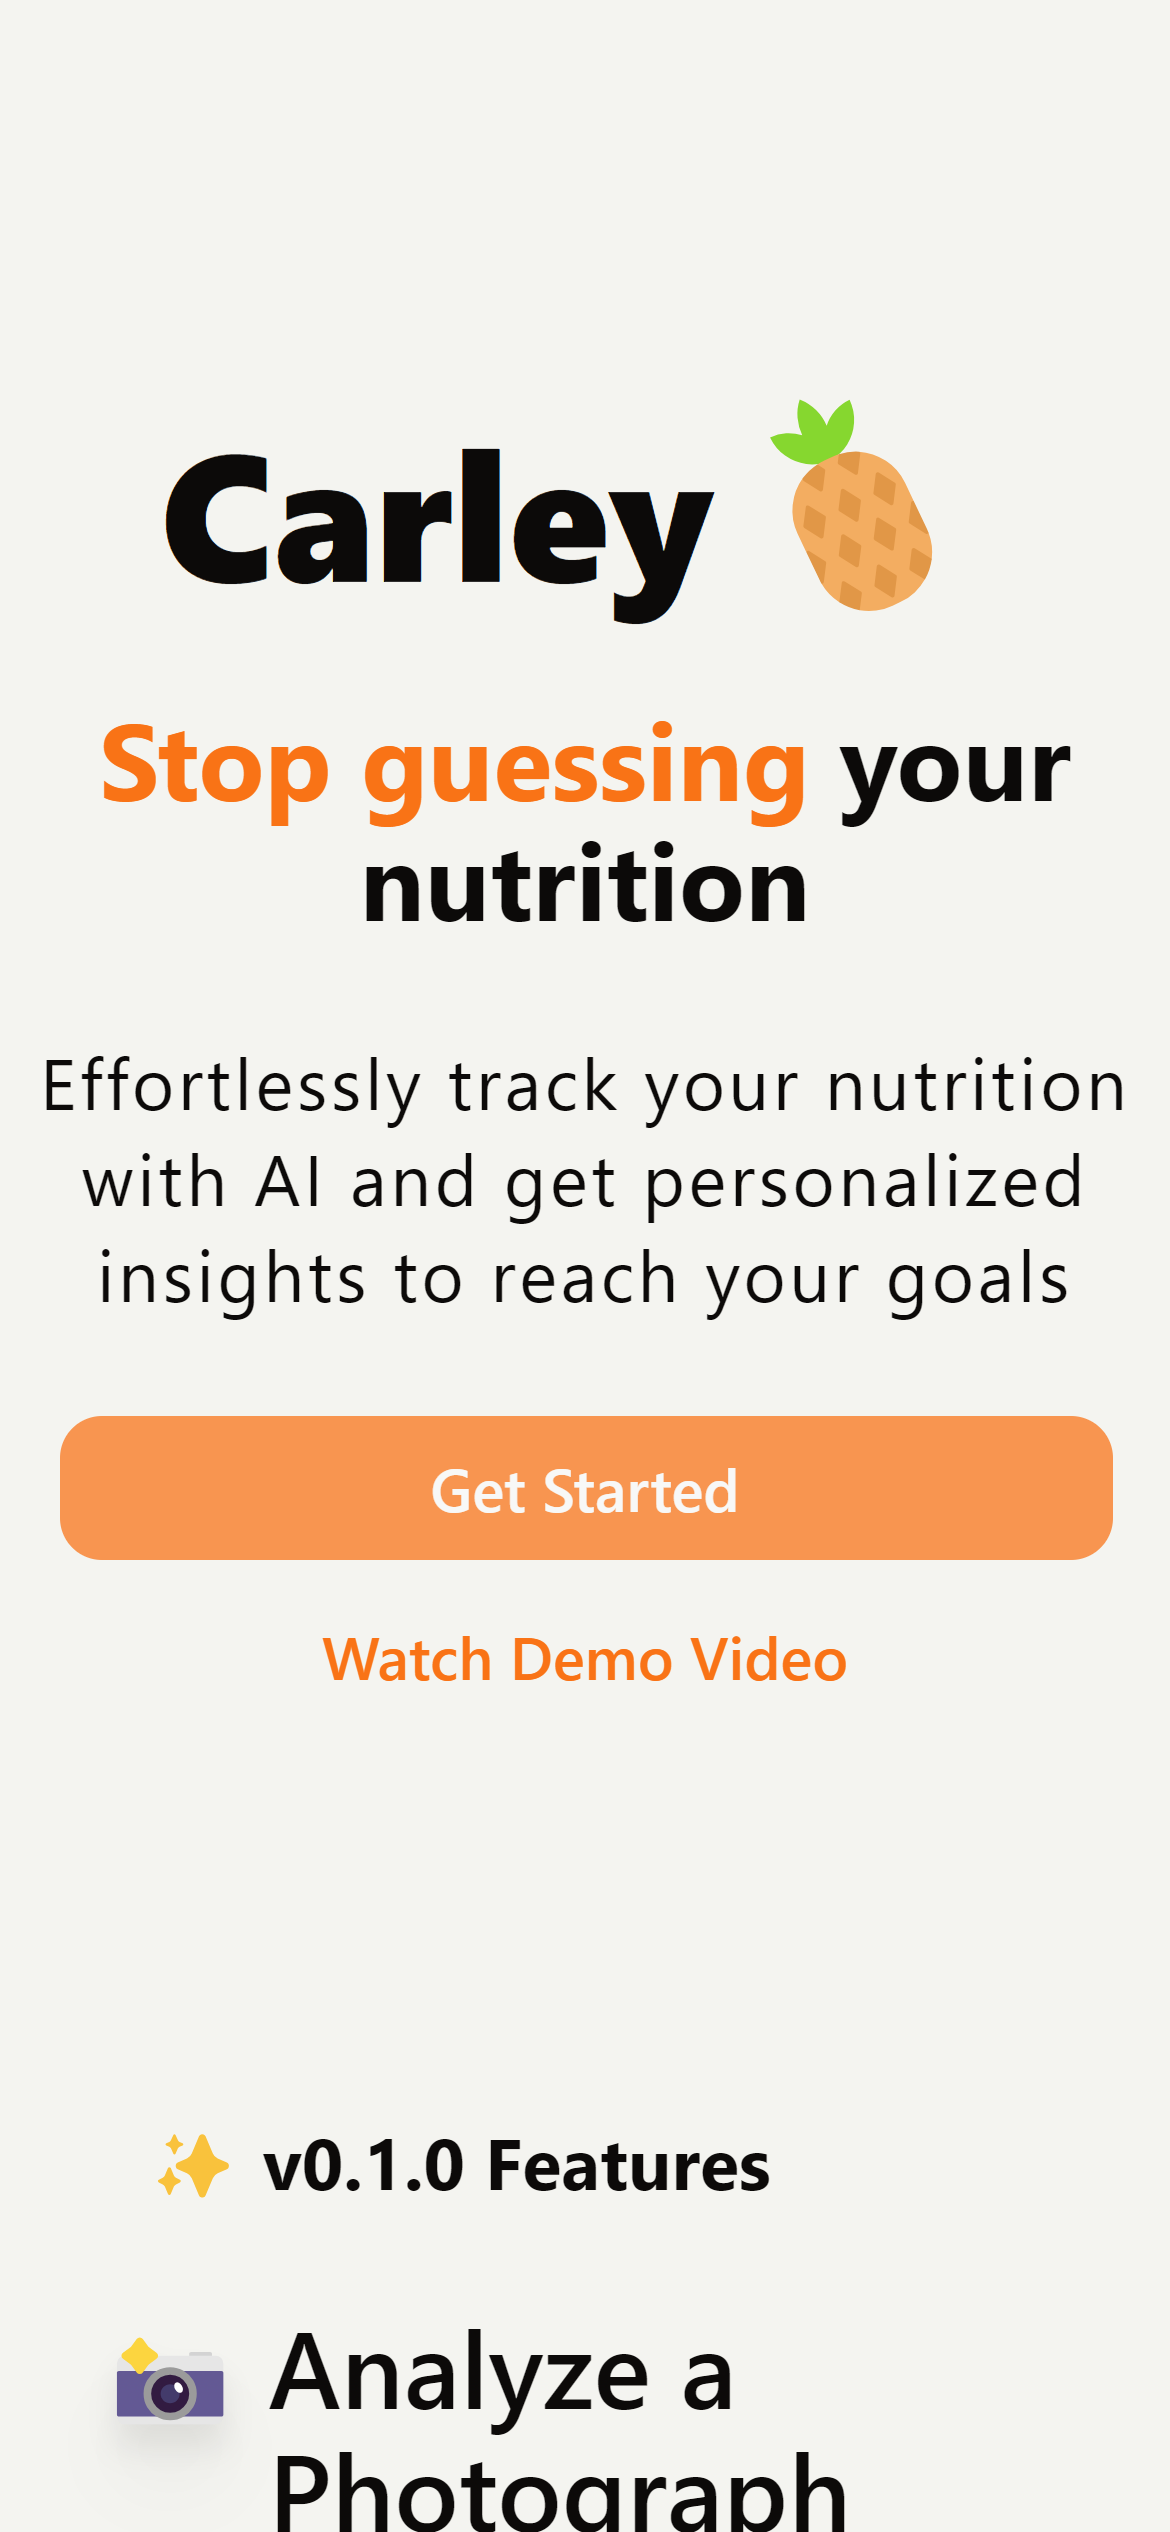 Carley
Stop guessing your
nutrition
Effortlessly track your nutrition
with AI and get personalized
insights to reach your goals
Get Started
Watch Demo Video
v0.1.0 Features
Analyze a
Photograph